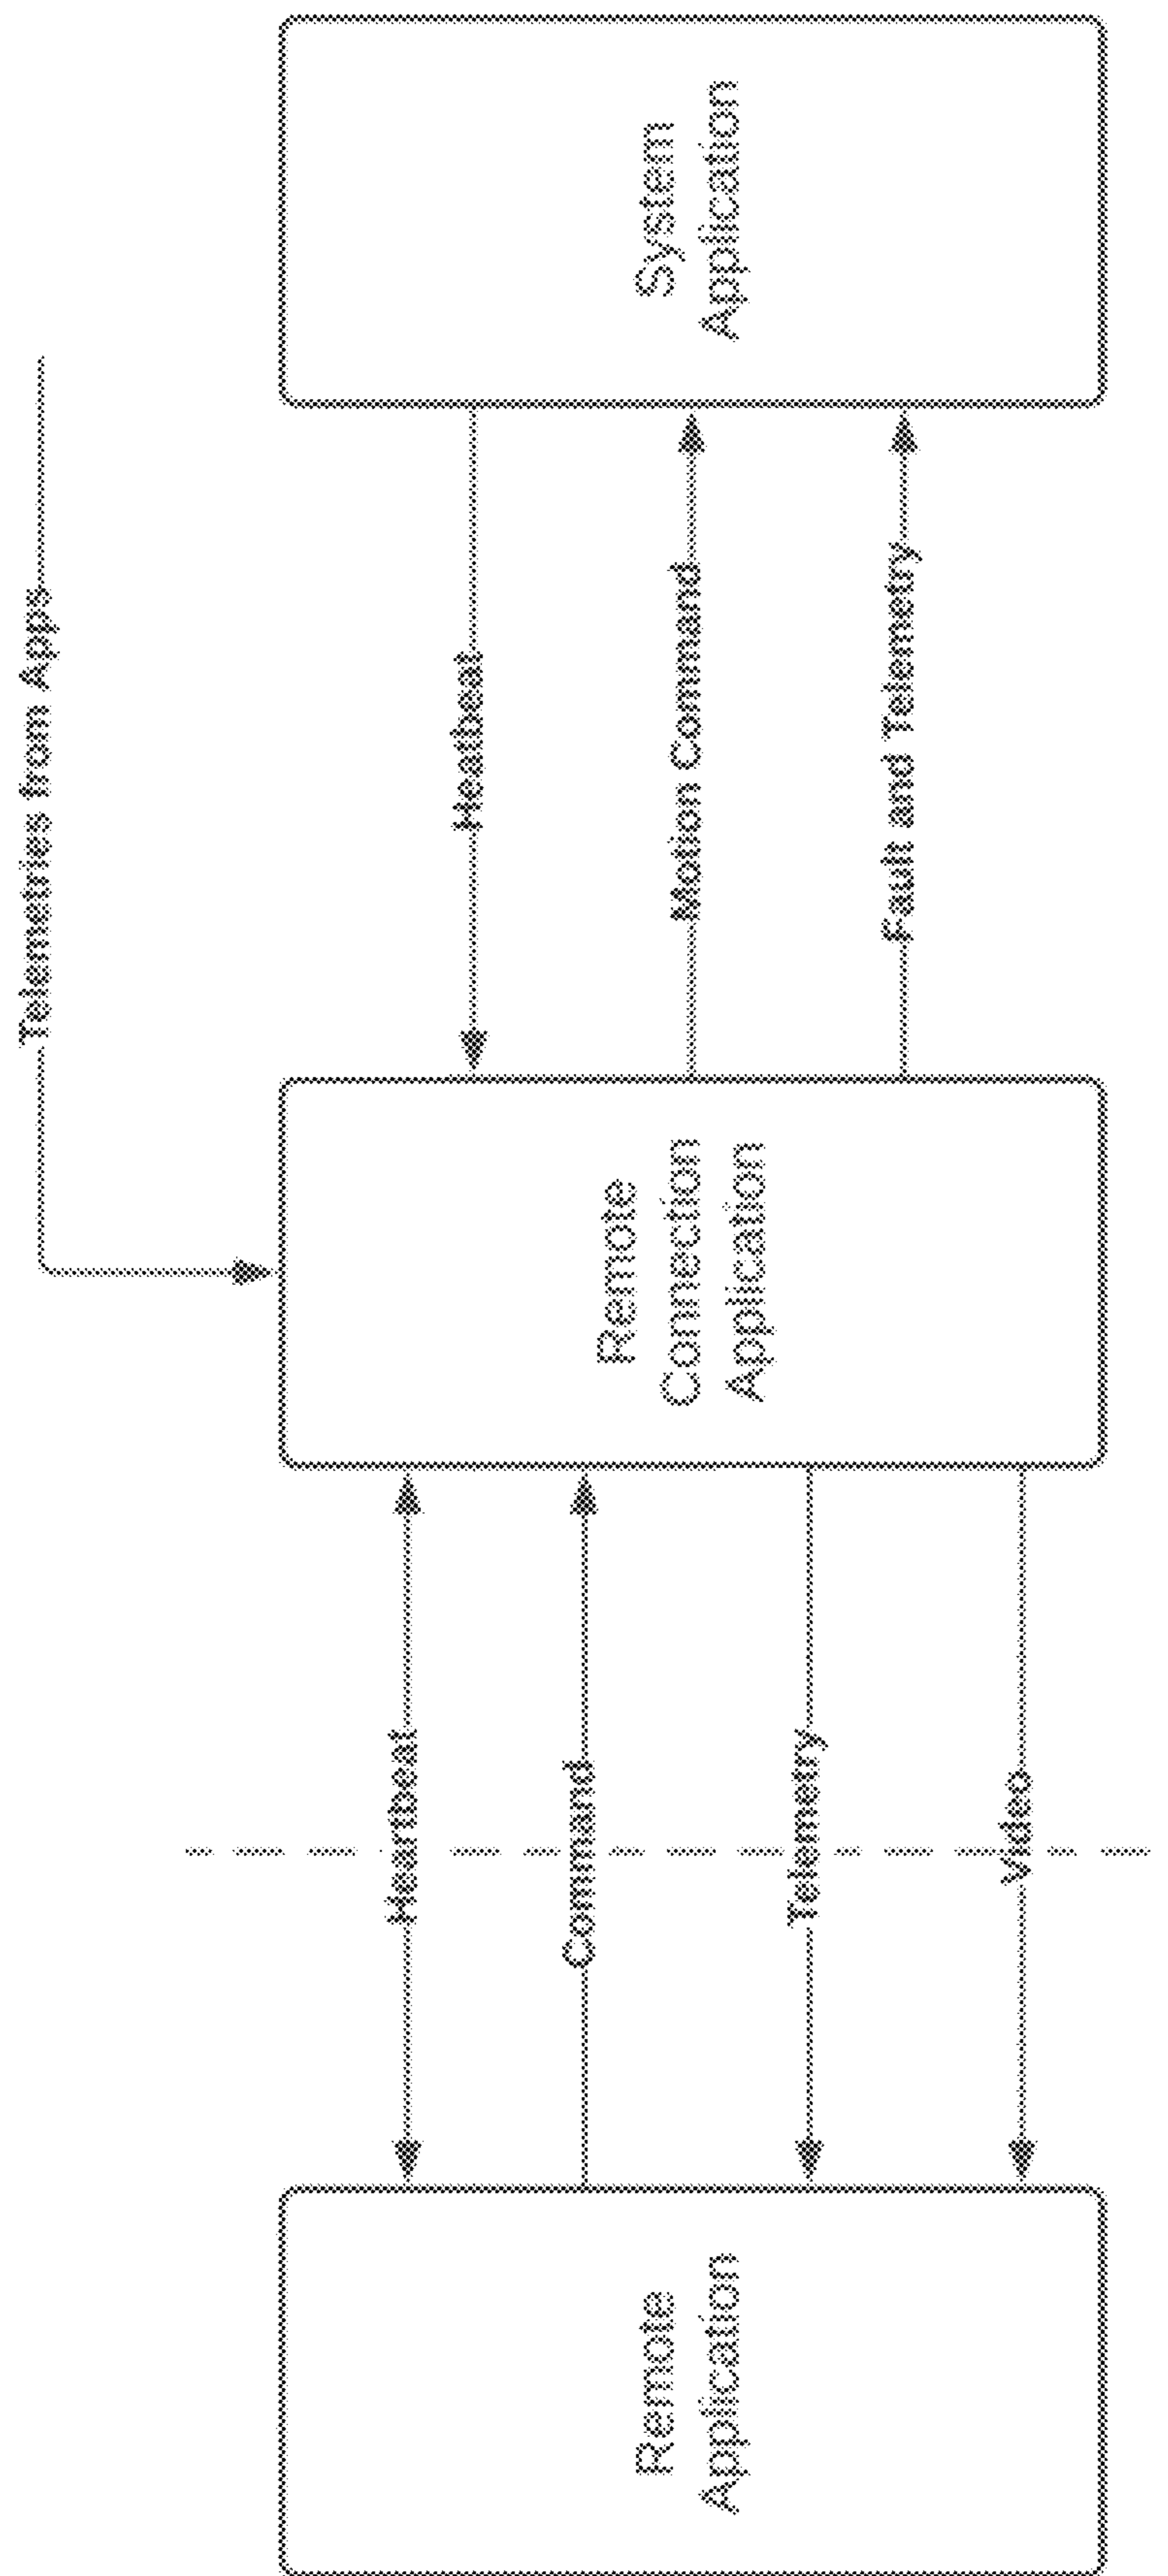 Telemetries from Apps
Remote
Application
Heartbeat
Command
Telemetry
Video
Remote
Connection
Application
Heatbeat
Motion Command
Fault and Telemetry
System
Application